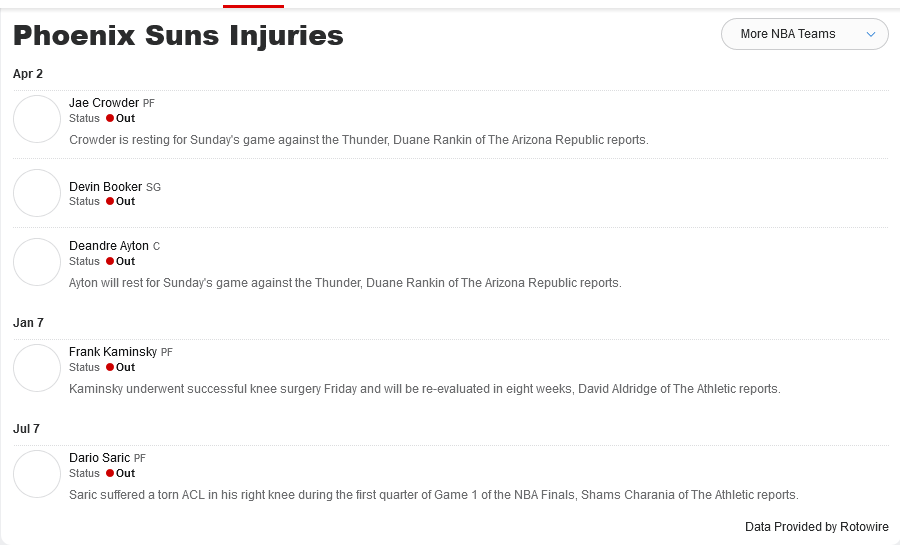 Phoenix Suns Injuries
More NBA Teams
Apr 2
Jae Crowder PF
Status Out
Crowder is resting for Sunday's game against the Thunder, Duane Rankin of The Arizona Republic reports.
Devin Booker SG
Status Out
Deandre Ayton C
Status Out
Ayton will rest for Sunday's game against the Thunder, Duane Rankin of The Arizona Republic reports.
Jan 7
Frank Kaminsky PF
Status Out
Kaminsky underwent successful knee surgery Friday and will be re-evaluated in eight weeks, David Aldridge of The Athletic reports.
Jul 7
Dario Saric PF
Status Out
Saric suffered a torn ACL in his right knee during the first quarter of Game 1 of the NBA Finals, Shams Charania of The Athletic reports.
Data Provided by Rotowire